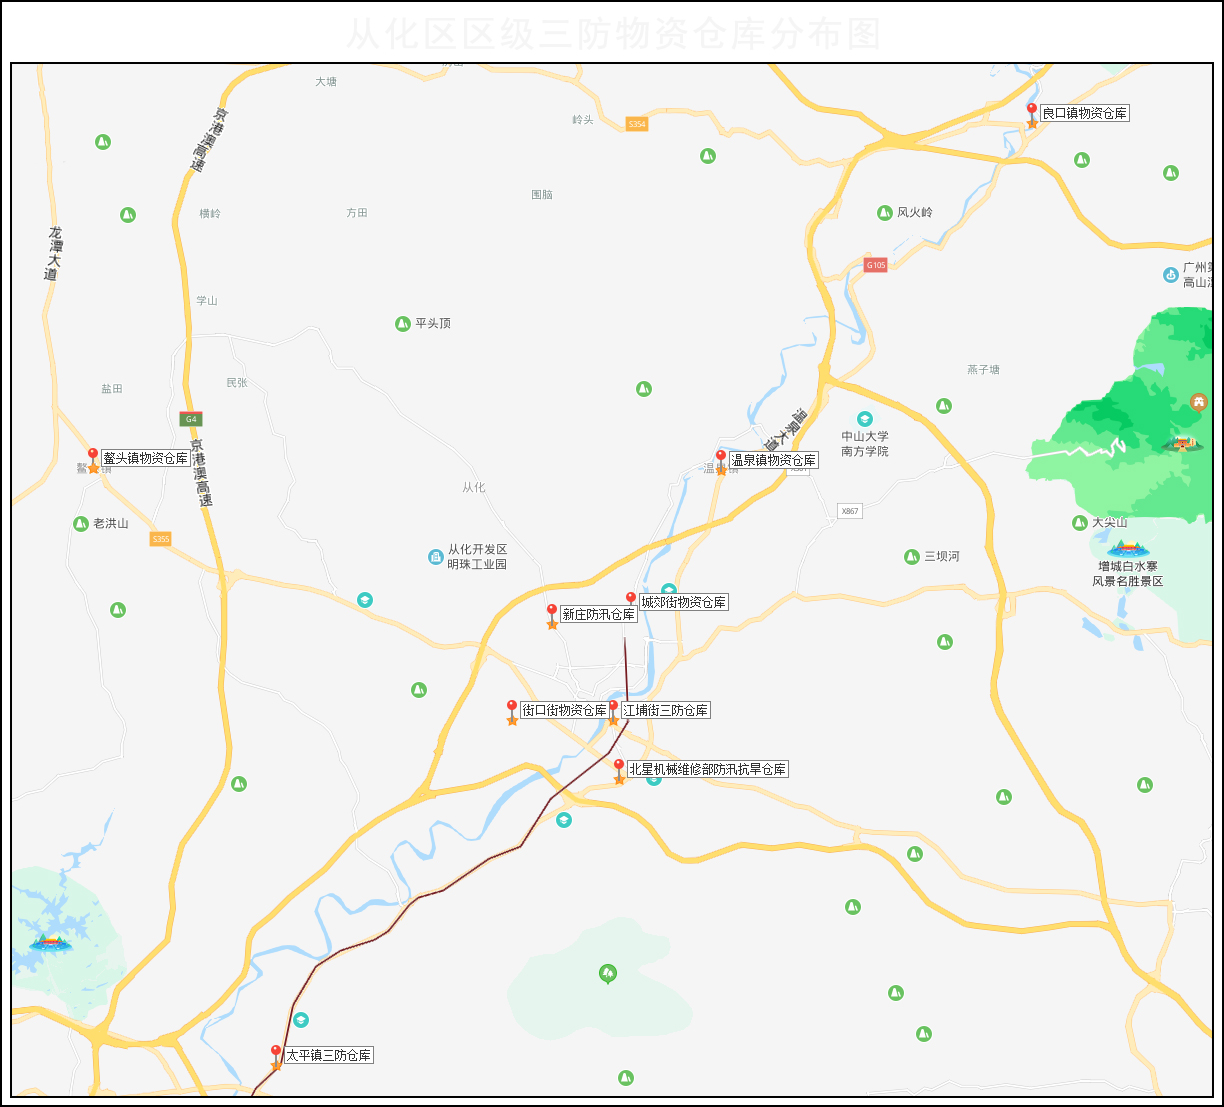 从化区区级三防物资仓库分布图
大塘
京港澳高速
岭头
S354
良口镇物资仓库
围脑
横岭
方田
风火岭
龙潭大道
G105
广州第
学山
平头顶
燕子塘
盐田
民张
G4
温泉大道
中山大学
南方学院
京港澳高速
鳌头镇物资仓库
温泉镇物资仓库
从化
X867
老洪山
大尖山
S355
从化开发区
明珠工业园
三坝河
增城白水寨
风景名胜景区
城郊街物资仓库
新庄防汛仓库
街口街物资仓库
江埔街三防仓库
北星机械维修部防汛抗旱仓库
太平镇三防仓库